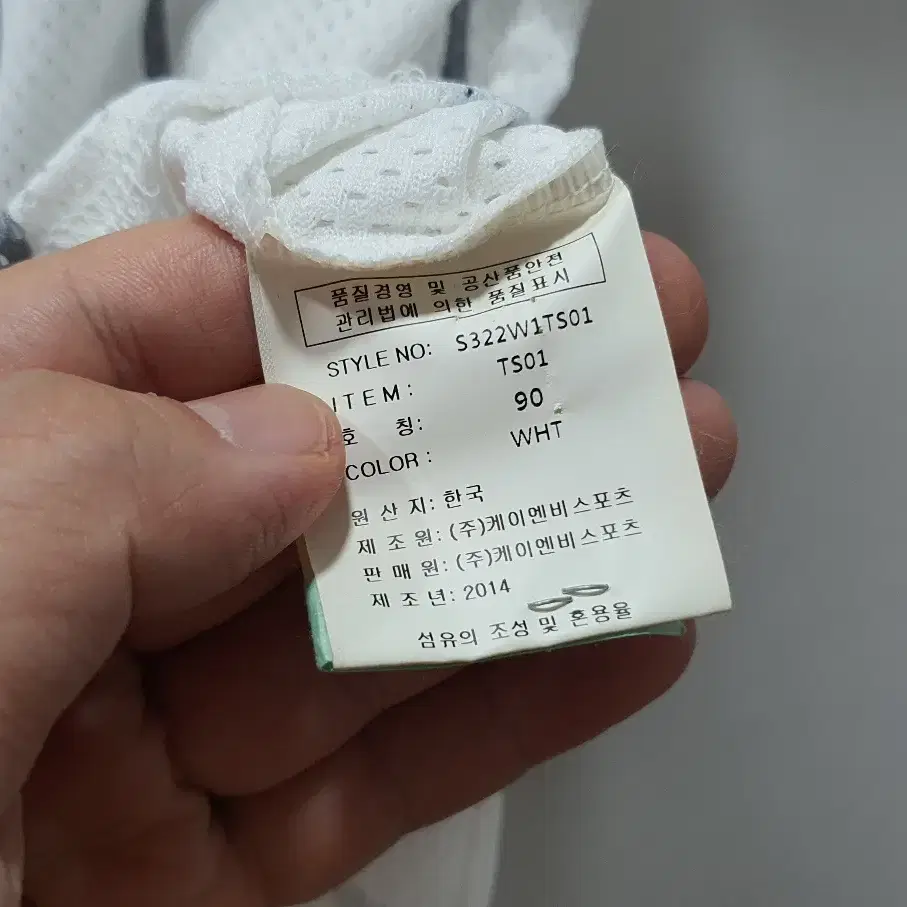 품질경영 및 공산품안전
관리법에 의한 품질표시
STYLE NO: S322W1TS01
ITEM: TS01
호 칭: 90
COLOR: WHT
원 산 지: 한국
제 조 원: (주)케이엔비스포츠
판 매 원: (주)케이엔비스포츠
제 조 년: 2014
섬유의 조성 및 혼용율